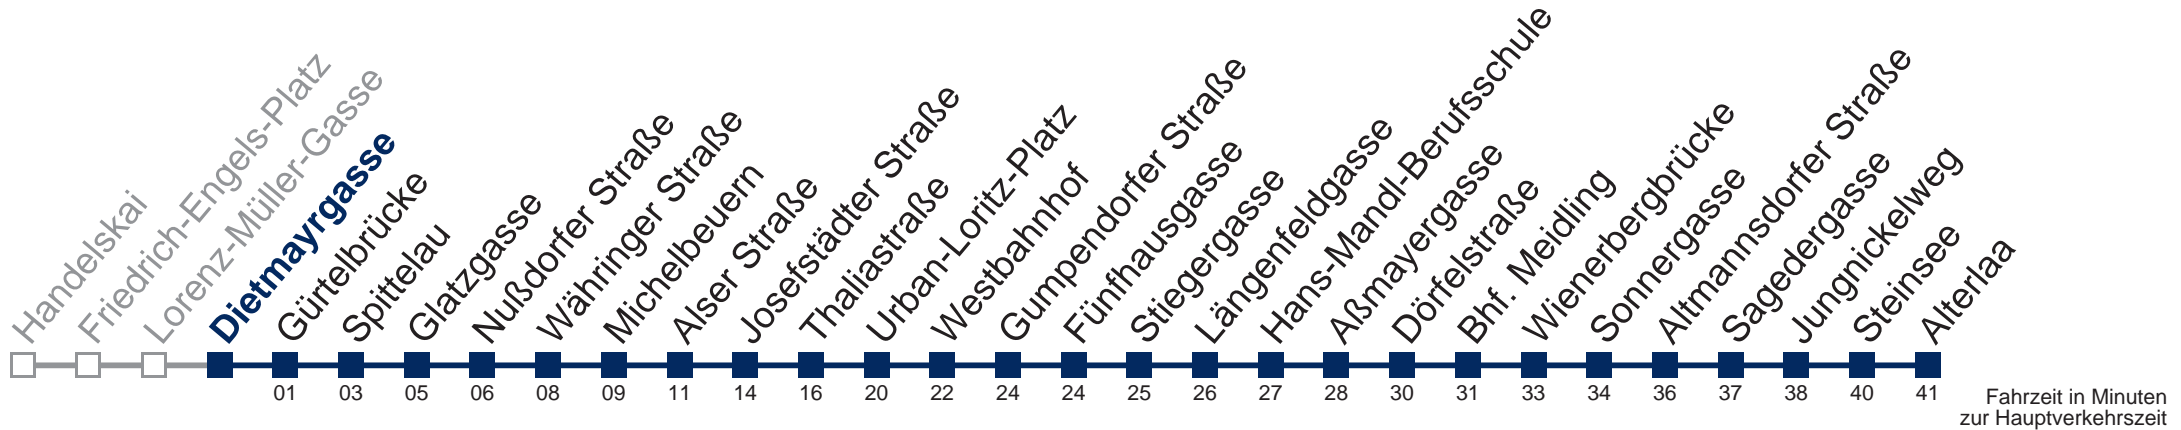 Handelskai
Friedrich-Engels-Platz
Lorenz-Müller-Gasse
Dietmayrgasse
Gürtelbrücke
Spittelau
Glatzgasse
Nußdorfer Straße
Währinger Straße
Michelbeuern
Alser Straße
Josefstädter Straße
Thaliastraße
Urban-Loritz-Platz
Westbahnhof
Gumpendorfer Straße
Fünfhausgasse
Stiegergasse
Längenfeldgasse
Hans-Mandl-Berufsschule
Aßmayergasse
Dörfelstraße
Bhf. Meidling
Wienerbergbrücke
Sonnergasse
Altmannsdorfer Straße
Sagedergasse
Jungnickelweg
Steinsee
Alterlaa
01 03 05 06 08 09 11 14 16 20 22 24 24 25 26 27 28 30 31 33 34 36 37 38 40 41
Fahrzeit in Minuten
zur Hauptverkehrszeit